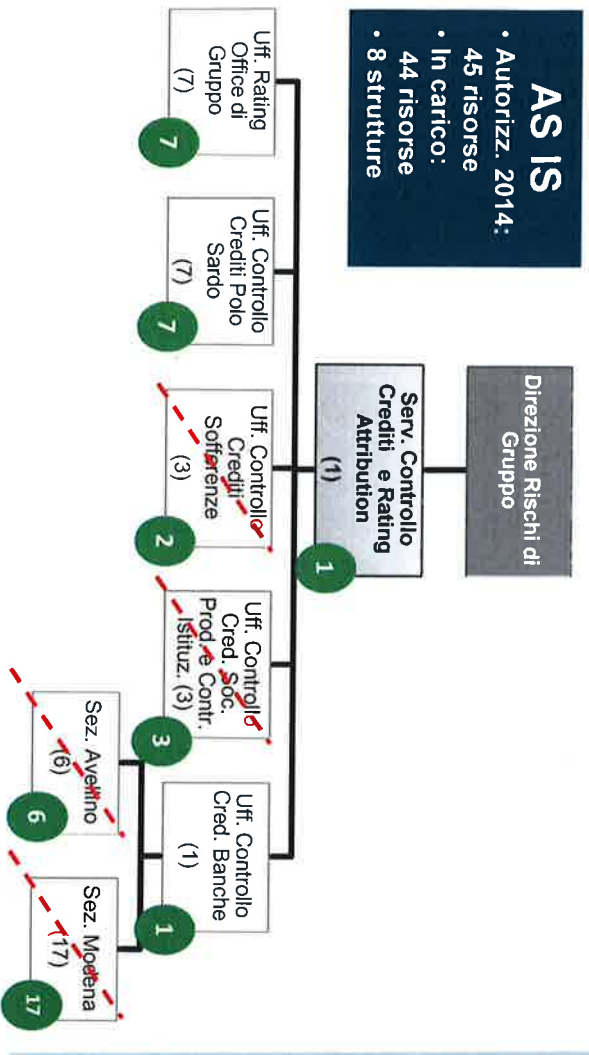 AS IS
• Autorizz. 2014:
45 risorse
• In carico:
44 risorse
• 8 strutture
Direzione Rischi di
Gruppo
Serv. Controllo
Crediti e Rating
Attribution
(1)
1
Uff. Rating
Office di
Gruppo
(7)
7
Uff. Controllo
Crediti Polo
Sardo
(7)
7
Uff. Controllo
Crediti
Sofferenze
(3)
2
Uff. Controllo
Cred. Soc.
Prod. e Contr.
Istituz. (3)
3
Uff. Controllo
Cred. Banche
(1)
1
Sez. Avellino
(6)
6
Sez. Modena
(17)
17